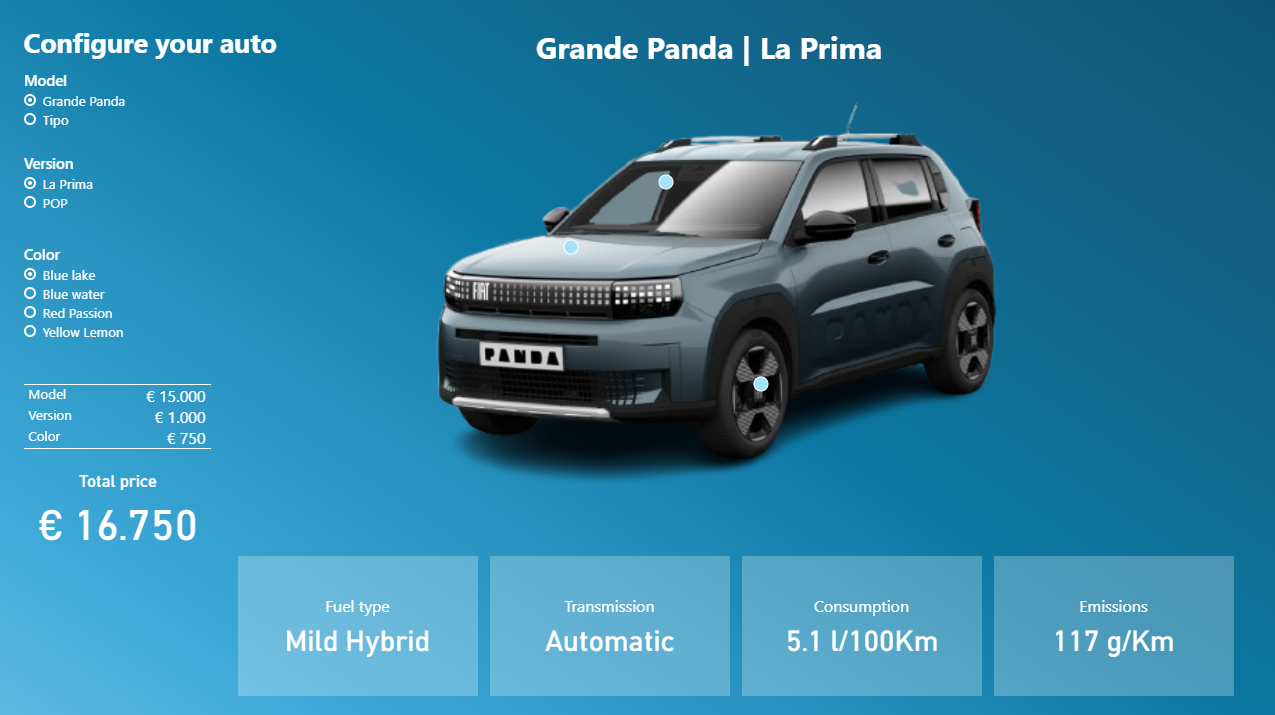 Configure your auto
Grande Panda | La Prima
Model
Grande Panda
Tipo
Version
La Prima
POP
Color
Blue lake
Blue water
Red Passion
Yellow Lemon
Model € 15.000
Version € 1.000
Color € 750
Total price
€ 16.750
FIAT
PANDA
PANDA
Fuel type
Mild Hybrid
Transmission
Automatic
Consumption
5.1 l/100Km
Emissions
117 g/Km